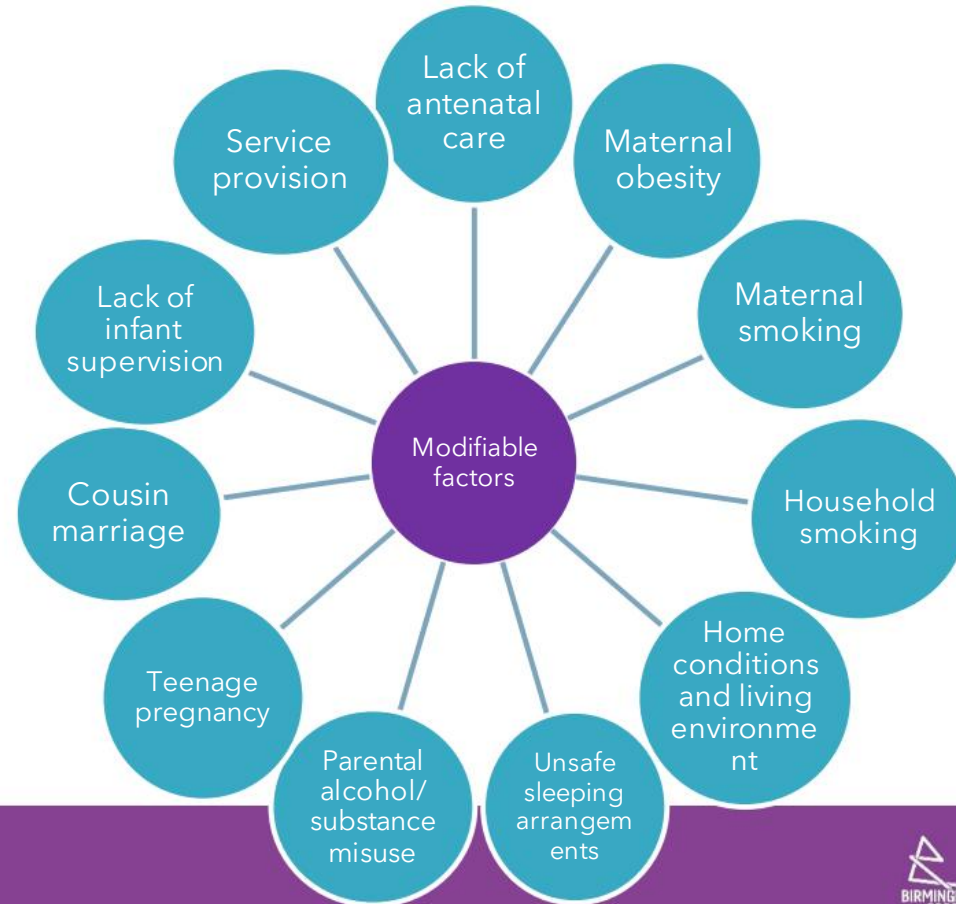 Lack of
antenatal
care
Maternal
obesity
Maternal
smoking
Household
smoking
Home
conditions
and living
environme
nt
Unsafe
sleeping
arrangem
ents
Parental
alcohol/
substance
misuse
Teenage
pregnancy
Cousin
marriage
Lack of
infant
supervision
Service
provision
Modifiable
factors